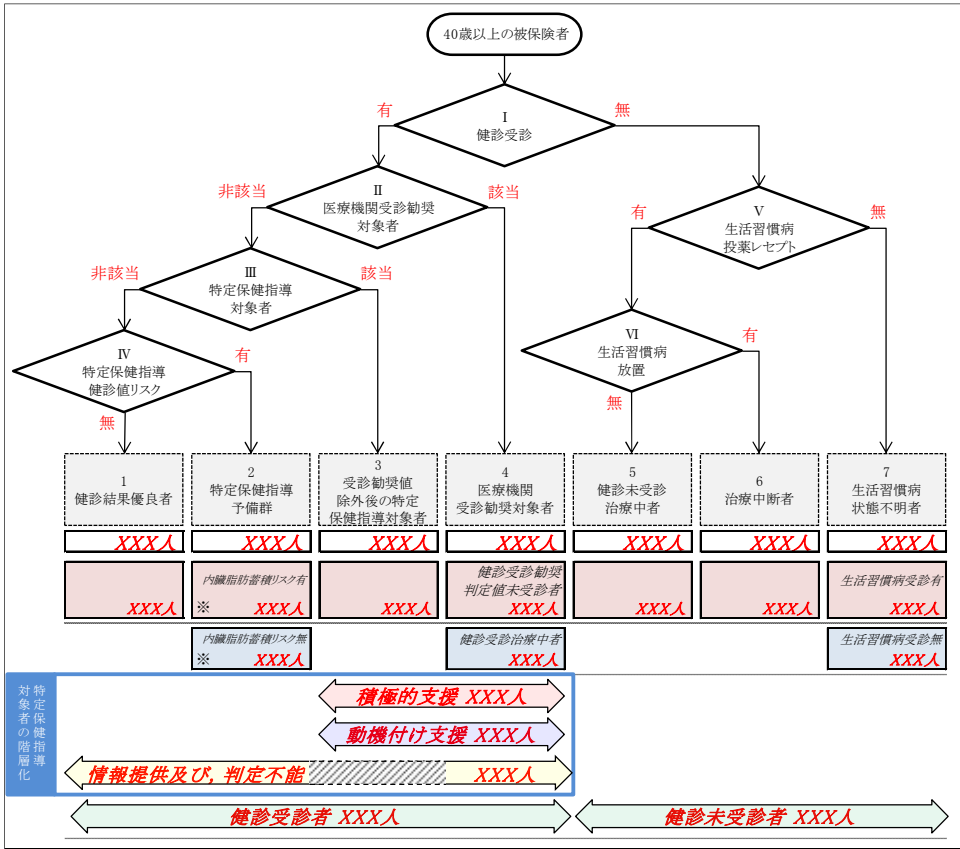 40歳以上の被保険者
Ⅰ
健診受診
有
無
Ⅱ
医療機関受診勧奨
対象者
非該当
該当
Ⅴ
生活習慣病
投薬レセプト
有
無
Ⅲ
特定保健指導
対象者
非該当
該当
Ⅵ
生活習慣病
放置
有
無
Ⅳ
特定保健指導
健診値リスク
有
無
1
健診結果優良者
2
特定保健指導
予備群
3
受診勧奨値
除外後の特定
保健指導対象者
4
医療機関
受診勧奨対象者
5
健診未受診
治療中者
6
治療中断者
7
生活習慣病
状態不明者
XXX人
XXX人
XXX人
XXX人
XXX人
XXX人
XXX人
XXX人
内臓脂肪蓄積リスク有
※ XXX人
XXX人
健診受診勧奨
判定値未受診者
XXX人
XXX人
XXX人
生活習慣病受診有
XXX人
内臓脂肪蓄積リスク無
※ XXX人
健診受診治療中者
XXX人
生活習慣病受診無
XXX人
特定保健指導
対象者の階層化
積極的支援 XXX人
動機付け支援 XXX人
情報提供及び, 判定不能 XXX人
健診受診者 XXX人
健診未受診者 XXX人